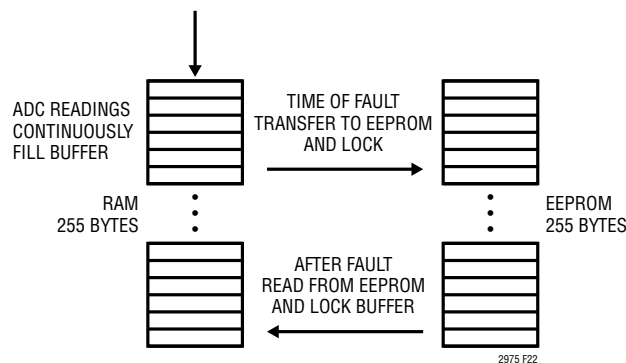 ADC READINGS
CONTINUOUSLY
FILL BUFFER
TIME OF FAULT
TRANSFER TO EEPROM
AND LOCK
RAM
255 BYTES
EEPROM
255 BYTES
AFTER FAULT
READ FROM EEPROM
AND LOCK BUFFER
2975 F22